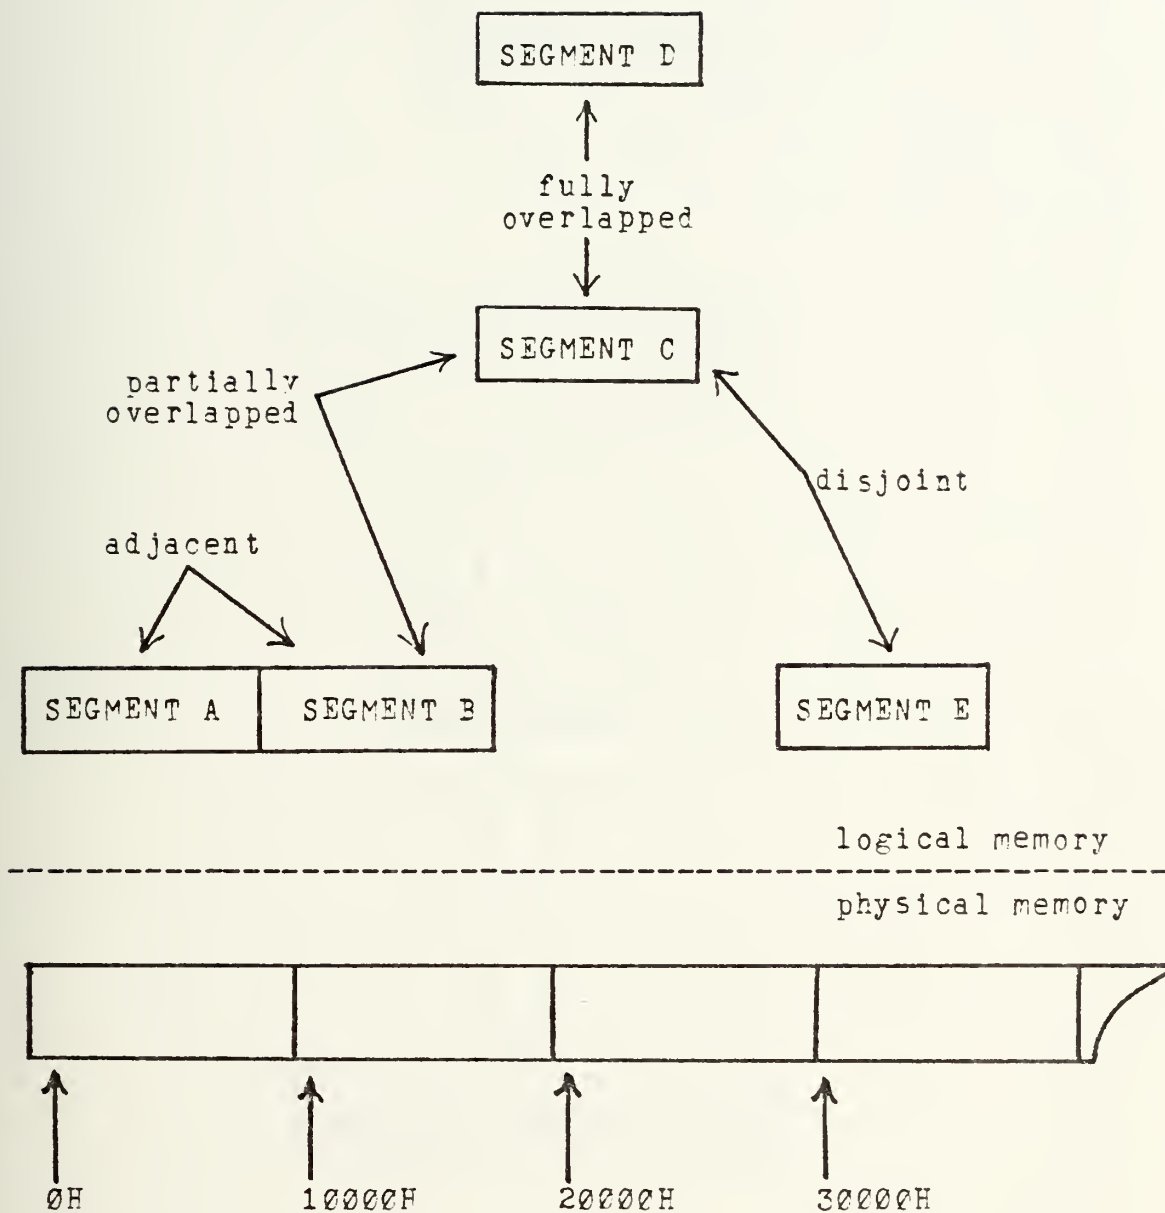 SEGMENT D
fully
overlapped
SEGMENT C
partially
overlapped
disjoint
adjacent
SEGMENT A
SEGMENT B
SEGMENT E
logical memory
physical memory
0H
10000H
20000H
30000H